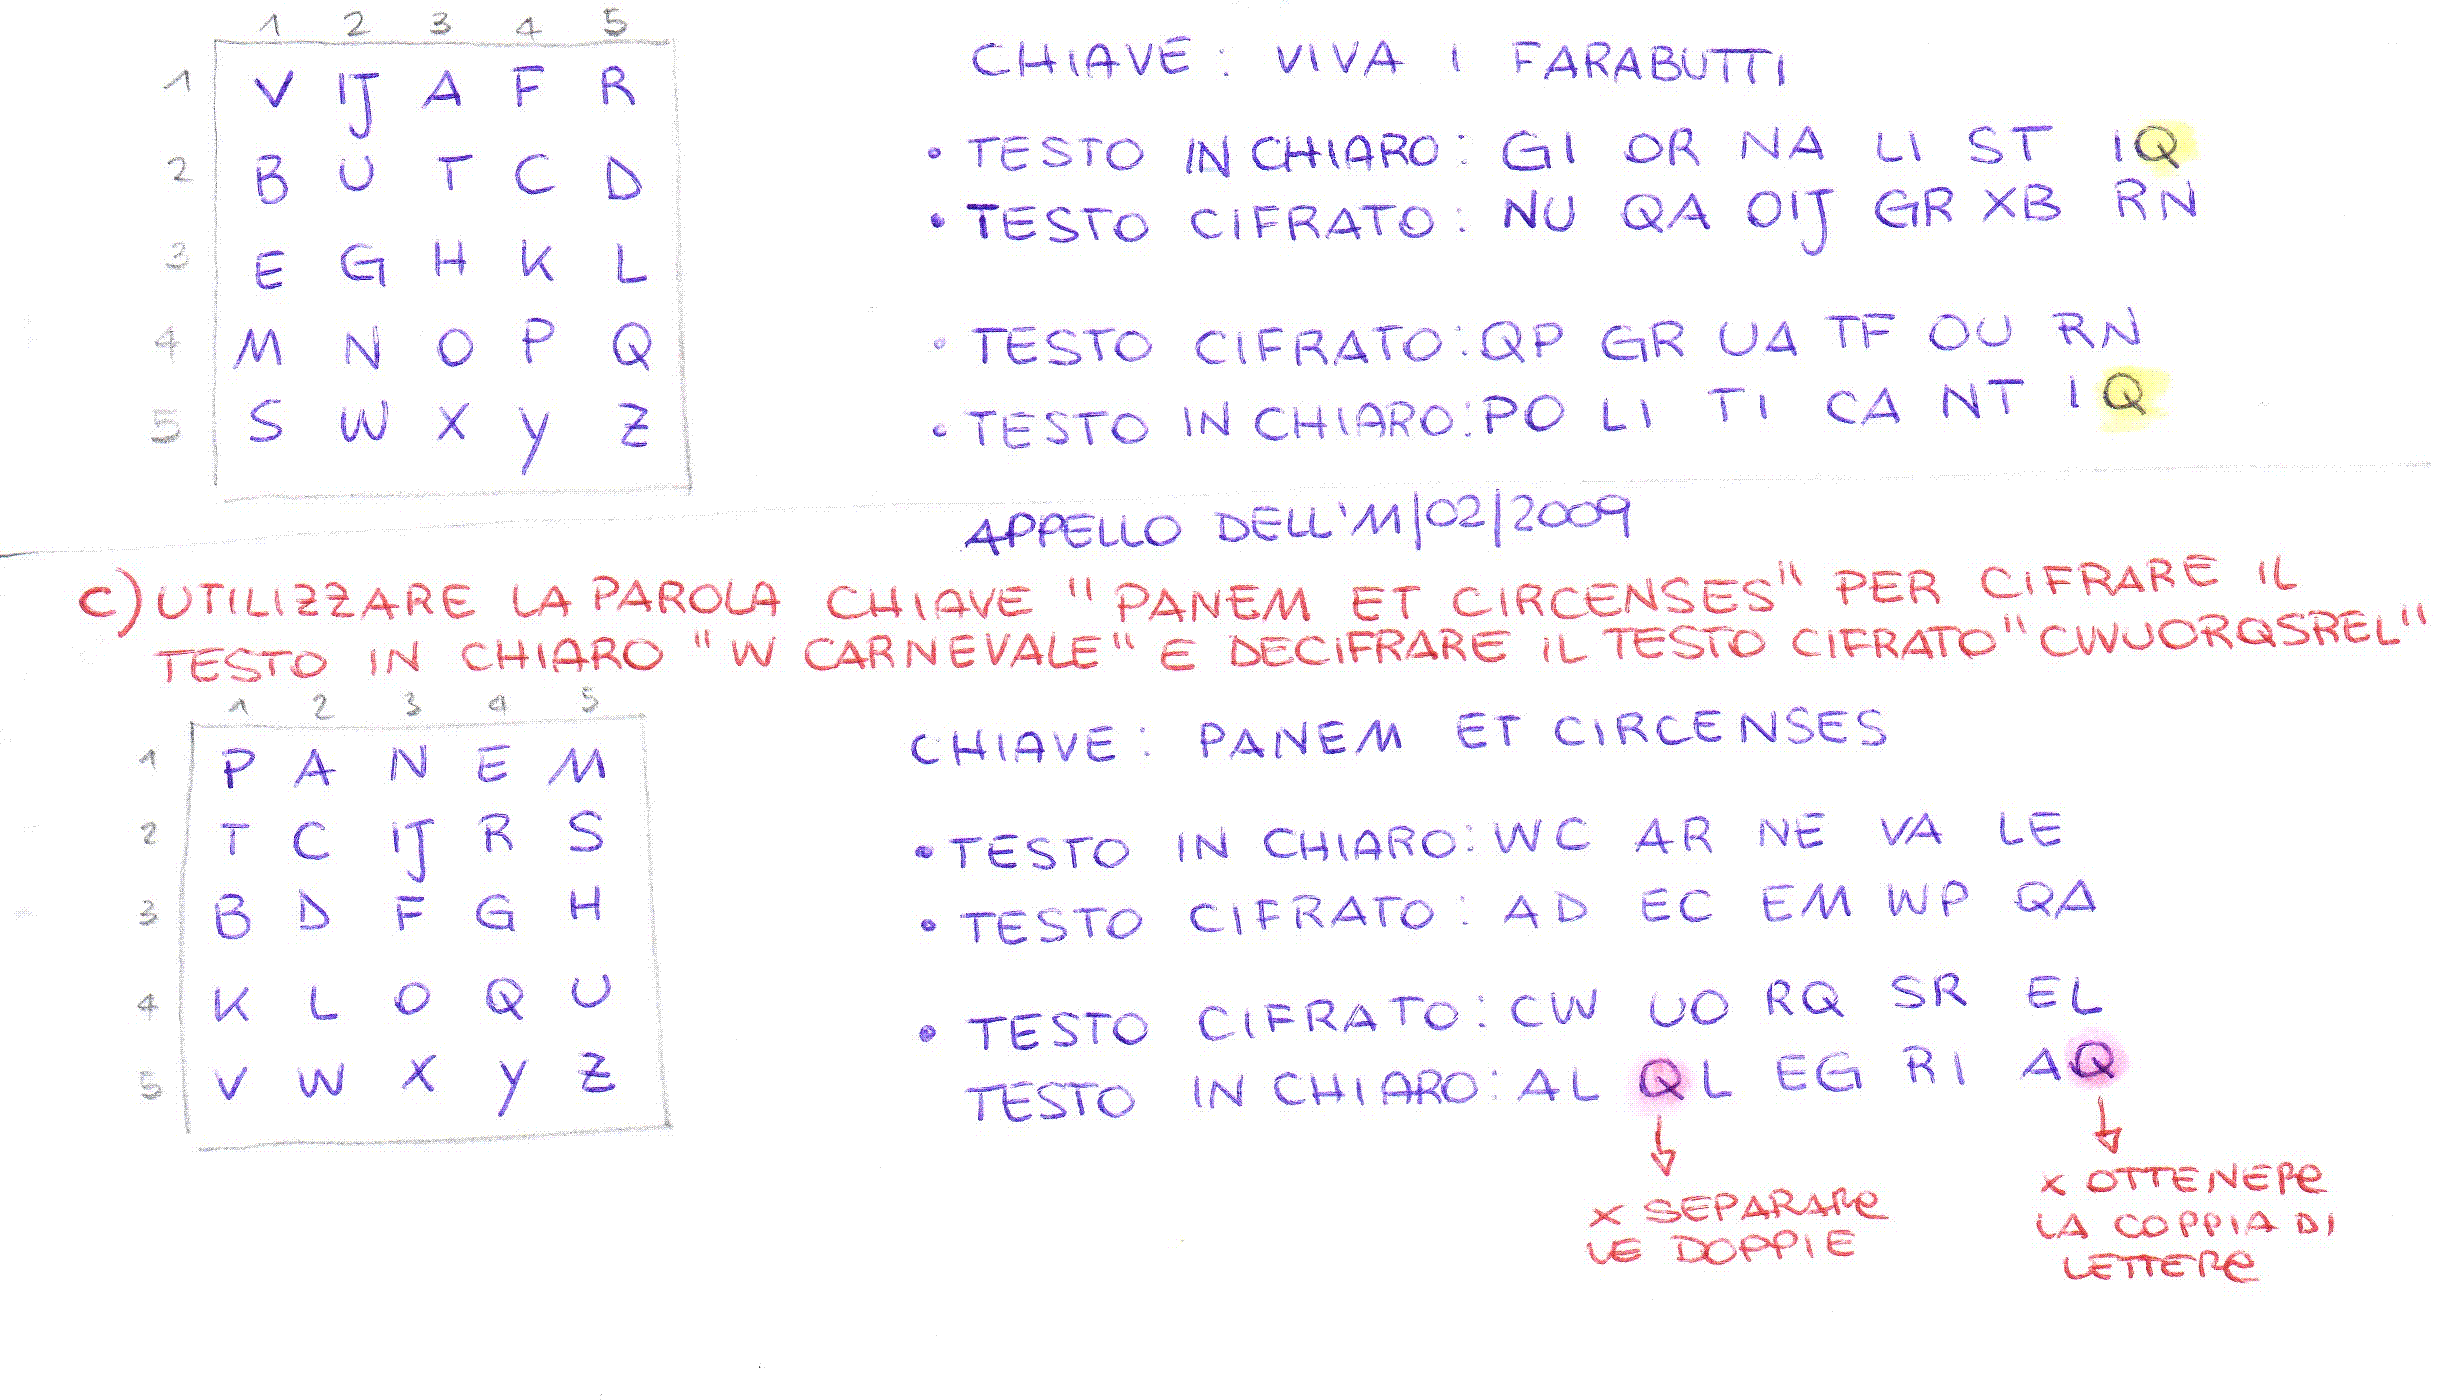 1 2 3 4 5
1 V IJ A F R
2 B U T C D
3 E G H K L
4 M N O P Q
5 S W X Y Z
CHIAVE: VIVA I FARABUTTI
• TESTO IN CHIARO: GI OR NA LI ST IQ
• TESTO CIFRATO: NU QA OIJ GR XB RN
• TESTO CIFRATO: QP GR UA TF OU RN
• TESTO IN CHIARO: PO LI TI CA NT IQ
APPELLO DELL'11/02/2009
C) UTILIZZARE LA PAROLA CHIAVE "PANEM ET CIRCENSES" PER CIFRARE IL
TESTO IN CHIARO "W CARNEVALE" E DECIFRARE IL TESTO CIFRATO "CWUORQSREL"
1 2 3 4 5
1 P A N E M
2 T C IJ R S
3 B D F G H
4 K L O Q U
5 V W X Y Z
CHIAVE: PANEM ET CIRCENSES
• TESTO IN CHIARO: WC AR NE VA LE
• TESTO CIFRATO: AD EC EM WP QA
• TESTO CIFRATO: CW UO RQ SR EL
TESTO IN CHIARO: AL QL EG RI AQ
X SEPARARE
LE DOPPIE
X OTTENERE
LA COPPIA DI
LETTERE